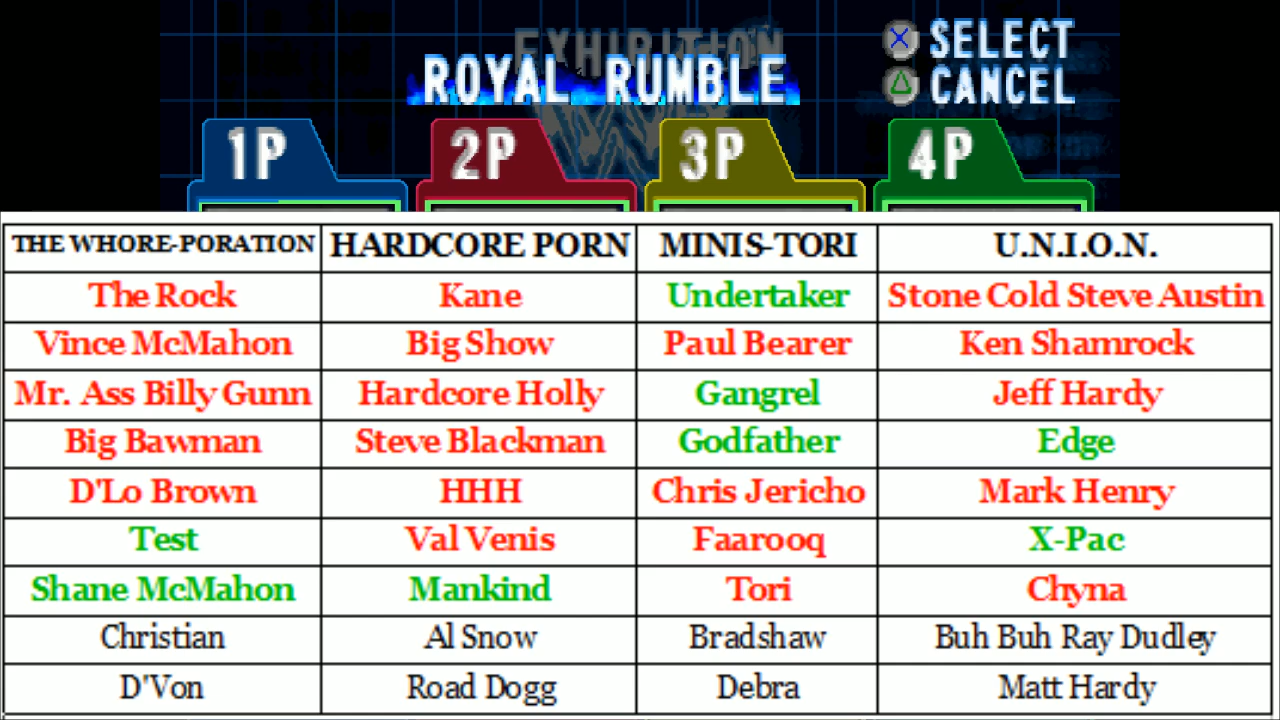 EXHIBITION
ROYAL RUMBLE
SELECT
CANCEL
1P 2P 3P 4P
THE WHORE-PORATION HARDCORE PORN MINIS-TORI U.N.I.O.N.
The Rock Kane Undertaker Stone Cold Steve Austin
Vince McMahon Big Show Paul Bearer Ken Shamrock
Mr. Ass Billy Gunn Hardcore Holly Gangrel Jeff Hardy
Big Bawman Steve Blackman Godfather Edge
D'Lo Brown HHH Chris Jericho Mark Henry
Test Val Venis Faarooq X-Pac
Shane McMahon Mankind Tori Chyna
Christian Al Snow Bradshaw Buh Buh Ray Dudley
D'Von Road Dogg Debra Matt Hardy